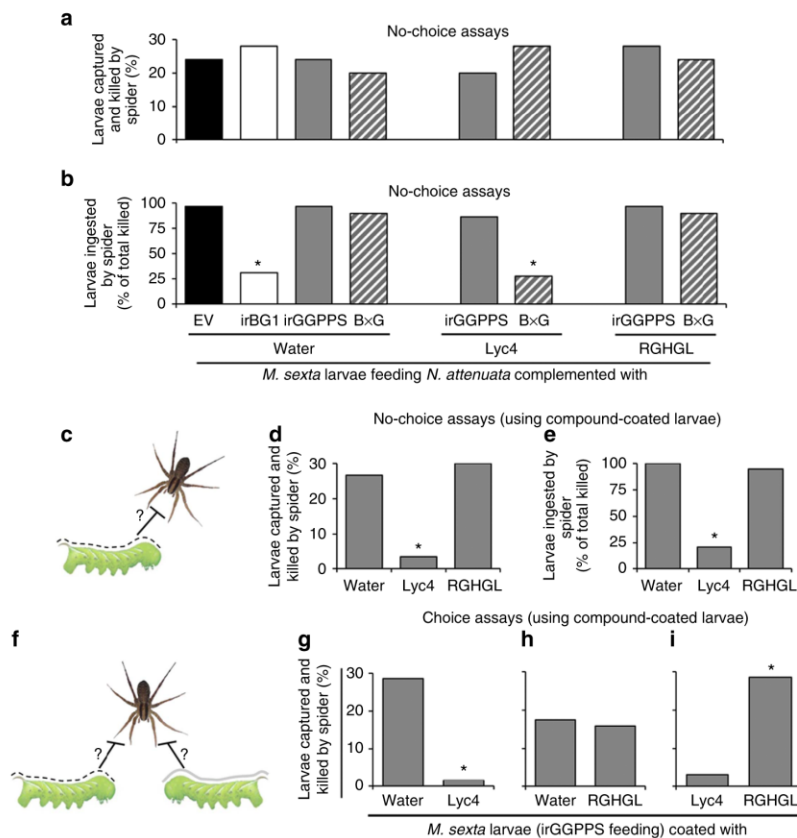 a
No-choice assays
Larvae captured
and killed by
spider (%)
30
20
10
0
b
No-choice assays
Larvae ingested
by spider
(% of total killed)
100
75
50
25
0
*
*
EV irBG1 irGGPPS B×G irGGPPS B×G irGGPPS B×G
Water Lyc4 RGHGL
M. sexta larvae feeding N. attenuata complemented with
No-choice assays (using compound-coated larvae)
c
?
d
Larvae captured and
killed by spider (%)
30
20
10
0
*
Water Lyc4 RGHGL
e
Larvae ingested by
spider
(% of total killed)
100
75
50
25
0
*
Water Lyc4 RGHGL
Choice assays (using compound-coated larvae)
f
? ?
g
Larvae captured and
killed by spider (%)
30
20
10
0
*
Water Lyc4
h
Water RGHGL
i
*
Lyc4 RGHGL
M. sexta larvae (irGGPPS feeding) coated with